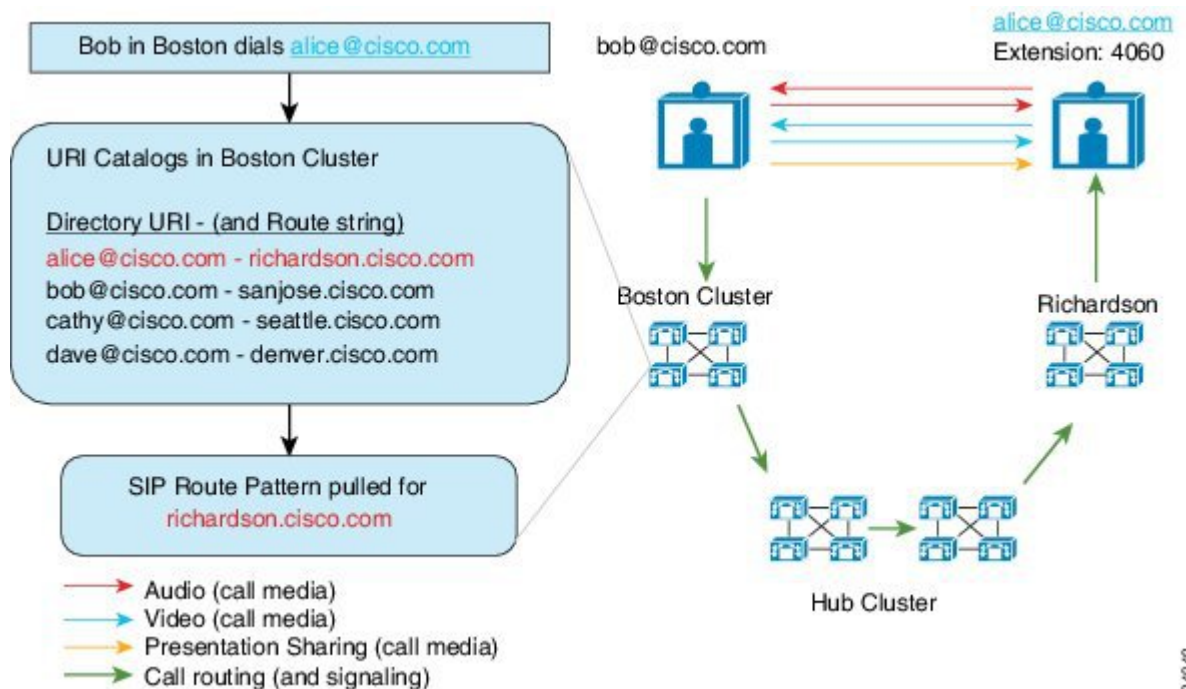 Bob in Boston dials alice@cisco.com
URI Catalogs in Boston Cluster
Directory URI - (and Route string)
alice@cisco.com - richardson.cisco.com
bob@cisco.com - sanjose.cisco.com
cathy@cisco.com - seattle.cisco.com
dave@cisco.com - denver.cisco.com
SIP Route Pattern pulled for
richardson.cisco.com
Audio (call media)
Video (call media)
Presentation Sharing (call media)
Call routing (and signaling)
bob@cisco.com
alice@cisco.com
Extension: 4060
Boston Cluster
Richardson
Hub Cluster